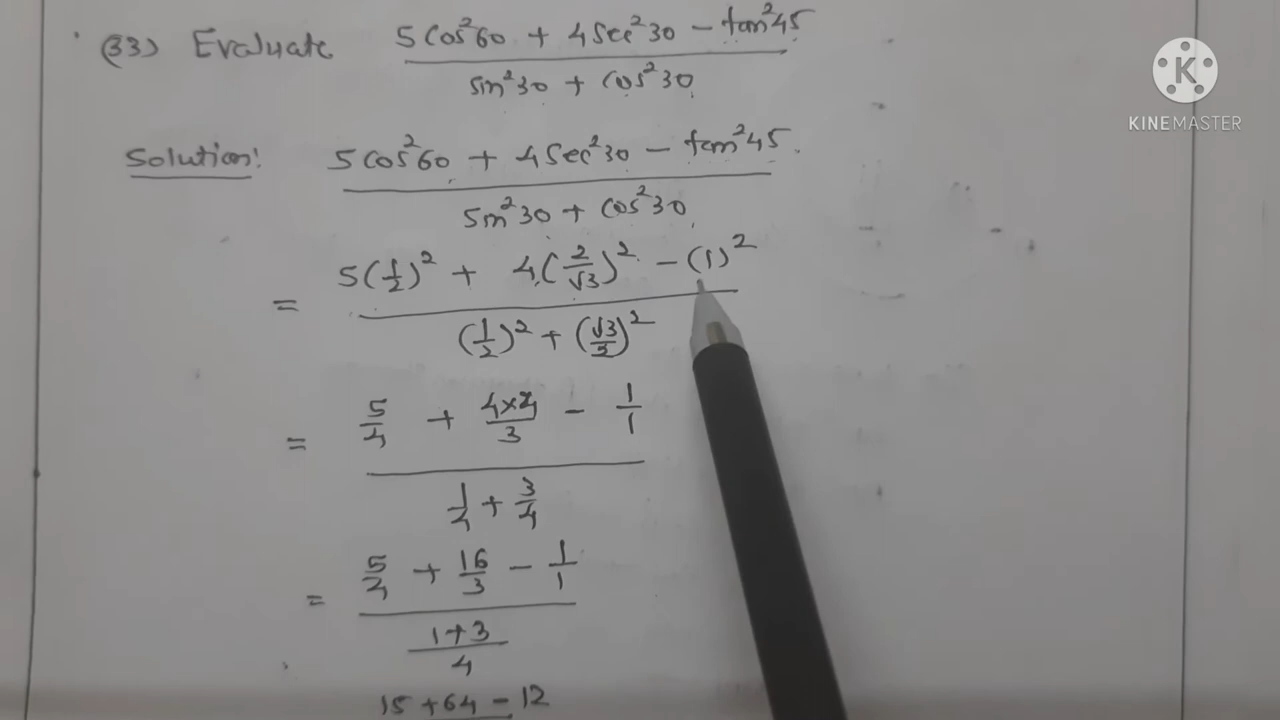 (33) Evaluate (5cos²60 + 4sec²30 − tan²45)/(sin²30 + cos²30)
K
KINEMASTER
Solution: (5cos²60 + 4sec²30 − tan²45)/(sin²30 + cos²30)
= (5(1/2)² + 4(2/√3)² − (1)²)/((1/2)² + (√3/2)²)
= (5/4 + 4×4/3 − 1/1)/(1/4 + 3/4)
= (5/4 + 16/3 − 1/1)/((1+3)/4)
15 + 64 − 12